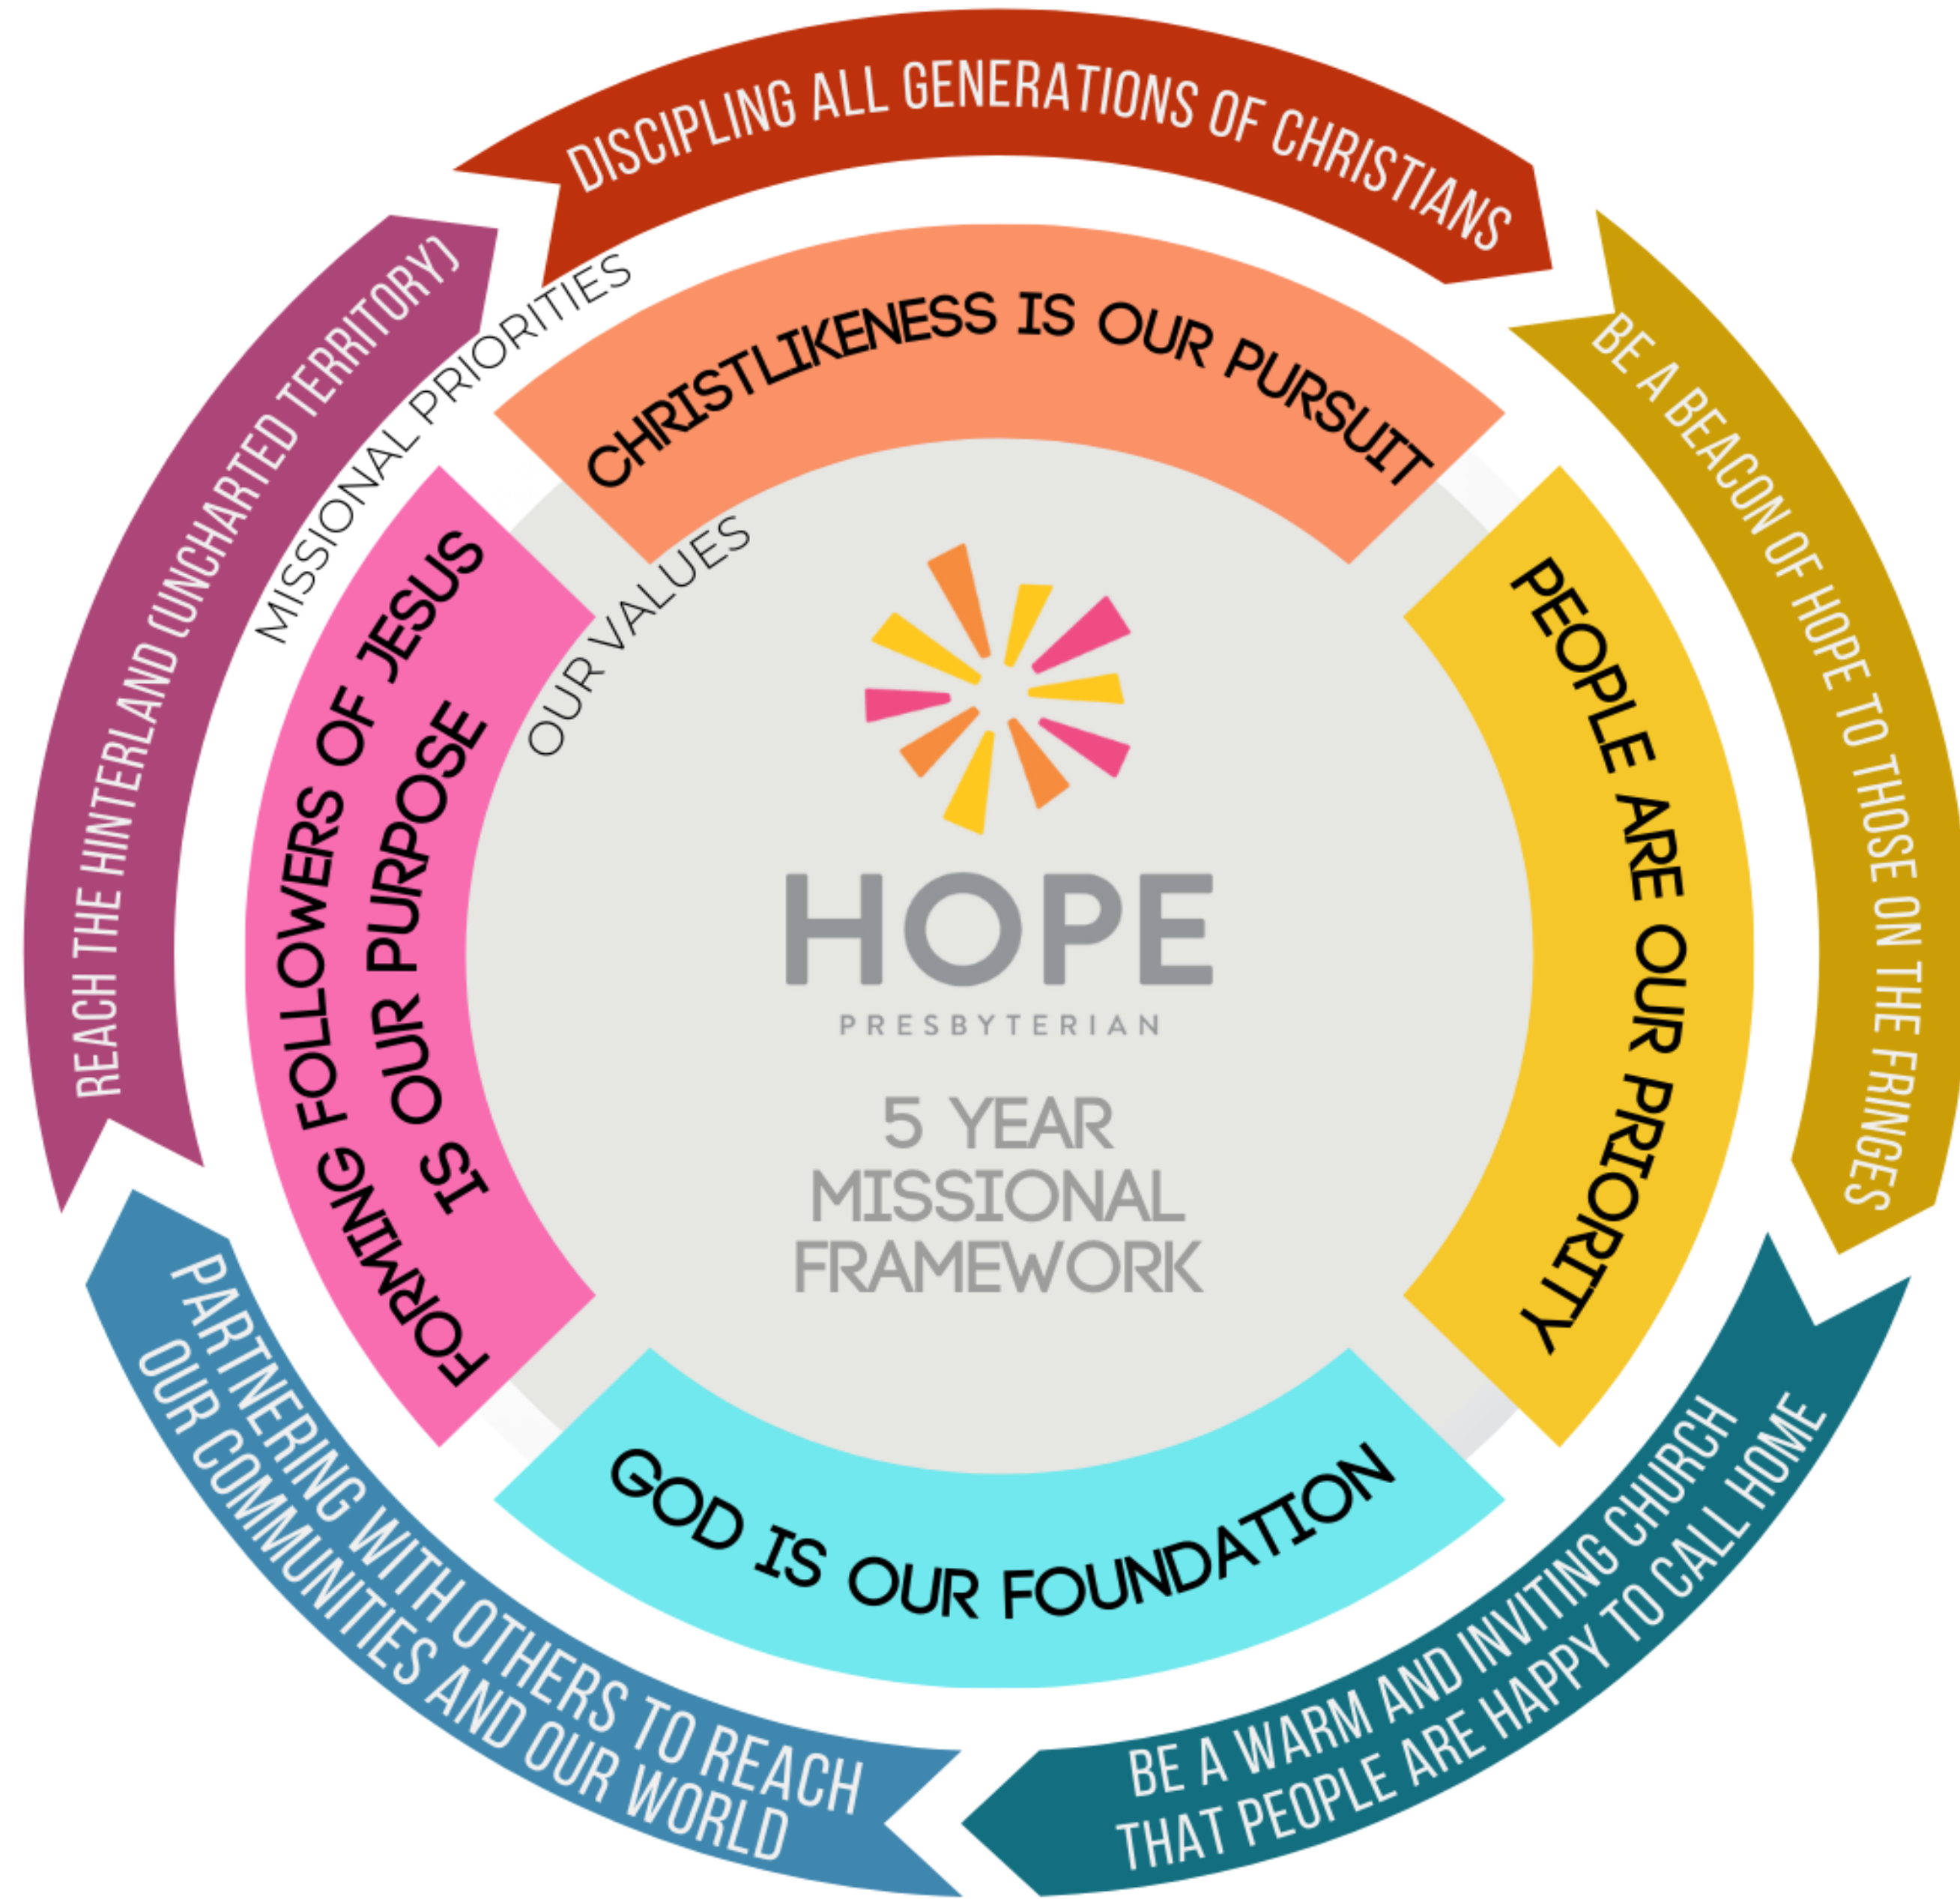 DISCIPLING ALL GENERATIONS OF CHRISTIANS
BE A BEACON OF HOPE TO THOSE ON THE FRINGES
BE A WARM AND INVITING CHURCH
THAT PEOPLE ARE HAPPY TO CALL HOME
PARTNERING WITH OTHERS TO REACH
OUR COMMUNITIES AND OUR WORLD
REACH THE HINTERLAND (UNCHARTED TERRITORY)
MISSIONAL PRIORITIES
CHRISTLIKENESS IS OUR PURSUIT
PEOPLE ARE OUR PRIORITY
GOD IS OUR FOUNDATION
FORMING FOLLOWERS OF JESUS
IS OUR PURPOSE
OUR VALUES
HOPE
PRESBYTERIAN
5 YEAR
MISSIONAL
FRAMEWORK